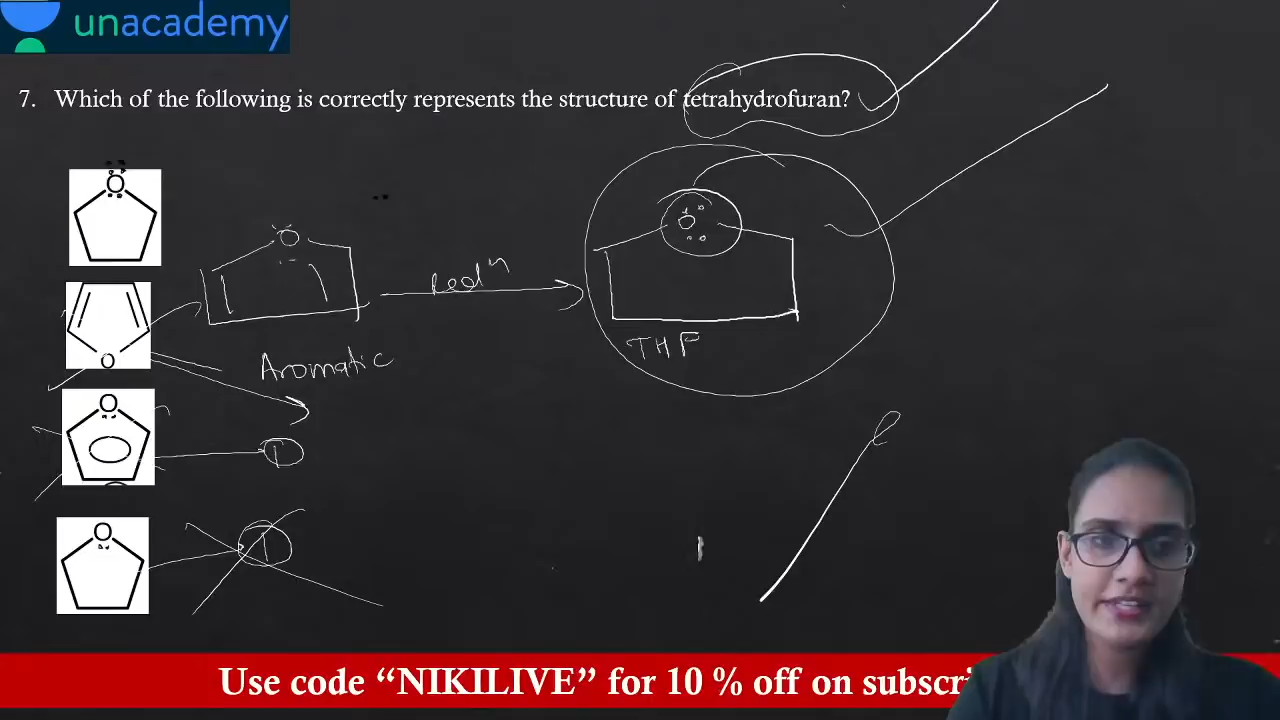 unacademy
7. Which of the following is correctly represents the structure of tetrahydrofuran?
O
O
O
O
O
Redⁿ
O
THF
Aromatic
O
O
Use code “NIKILIVE” for 10 % off on subscri